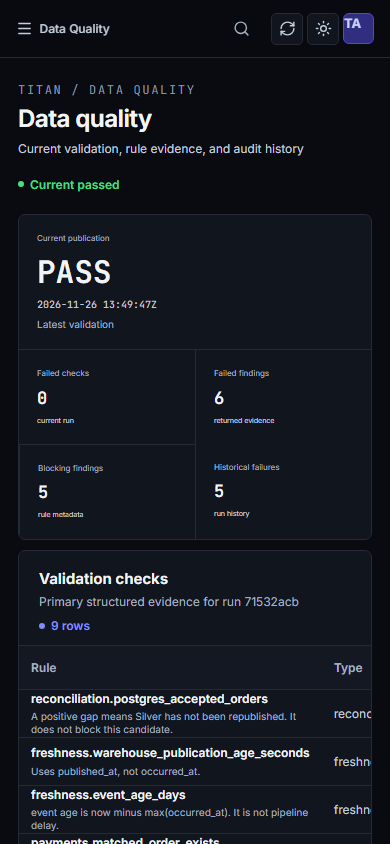 Data Quality
TA
TITAN / DATA QUALITY
Data quality
Current validation, rule evidence, and audit history
Current passed
Current publication
PASS
2026-11-26 13:49:47Z
Latest validation
Failed checks
0
current run
Failed findings
6
returned evidence
Blocking findings
5
rule metadata
Historical failures
5
run history
Validation checks
Primary structured evidence for run 71532acb
9 rows
Rule Type
reconciliation.postgres_accepted_orders
A positive gap means Silver has not been republished. It
does not block this candidate.
recon
freshness.warehouse_publication_age_seconds
Uses published_at, not occurred_at.
freshn
freshness.event_age_days
event age is now minus max(occurred_at). It is not pipeline
delay.
freshn
payments.matched_order_exists